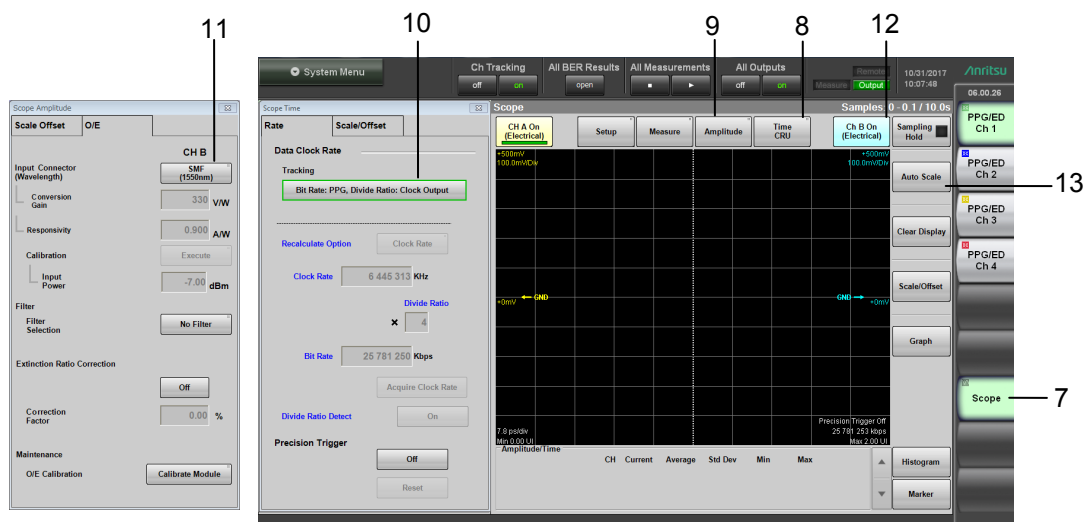 11
10
9
8
12
System Menu
Ch Tracking
off
on
All BER Results
open
All Measurements
All Outputs
off
on
Remote
Measure
Output
10/31/2017
10:07:48
Anritsu
06.00.26
Scope Amplitude
Scale Offset
O/E
CH B
Input Connector
(Wavelength)
SMF
(1550nm)
Conversion
Gain
330 V/W
Responsivity
0.900 A/W
Calibration
Execute
Input
Power
-7.00 dBm
Filter
Filter
Selection
No Filter
Extinction Ratio Correction
Off
Correction
Factor
0.00 %
Maintenance
O/E Calibration
Calibrate Module
Scope Time
Rate
Scale/Offset
Data Clock Rate
Tracking
Bit Rate: PPG, Divide Ratio: Clock Output
Recalculate Option
Clock Rate
Clock Rate
6 445 313 KHz
Divide Ratio
× 4
Bit Rate
25 781 250 Kbps
Acquire Clock Rate
Divide Ratio Detect
On
Precision Trigger
Off
Reset
Scope
Samples: 0 - 0.1 / 10.0s
CH A On
(Electrical)
Setup
Measure
Amplitude
Time
CRU
Ch B On
(Electrical)
Sampling
Hold
+500mV
100.0mV/Div
+500mV
100.0mV/Div
+0mV
GND
GND
+0mV
7.8 ps/div
Min 0.00 UI
Precision Trigger Off
25 781 253 kbps
Max 2.00 UI
Amplitude/Time
CH Current Average Std Dev Min Max
Auto Scale
13
Clear Display
Scale/Offset
Graph
Histogram
Marker
PPG/ED
Ch 1
PPG/ED
Ch 2
PPG/ED
Ch 3
PPG/ED
Ch 4
Scope
7